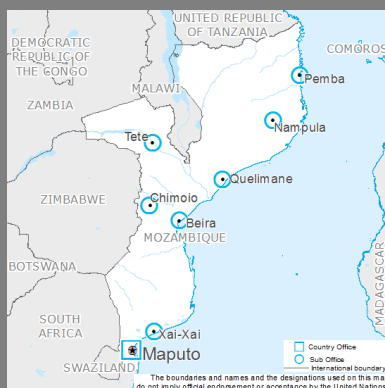 UNITED REPUBLIC
OF TANZANIA
DEMOCRATIC
REPUBLIC OF
THE CONGO
COMOROS
Pemba
MALAWI
ZAMBIA
Nampula
Tete
Quelimane
Chimoio
ZIMBABWE
Beira
MOZAMBIQUE
MADAGASCAR
BOTSWANA
SOUTH
AFRICA
Xai-Xai
Maputo
SWAZILAND
Country Office
Sub Office
International boundary
The boundaries and names and the designations used on this ma
do not imply official endorsement or acceptance by the United Nations